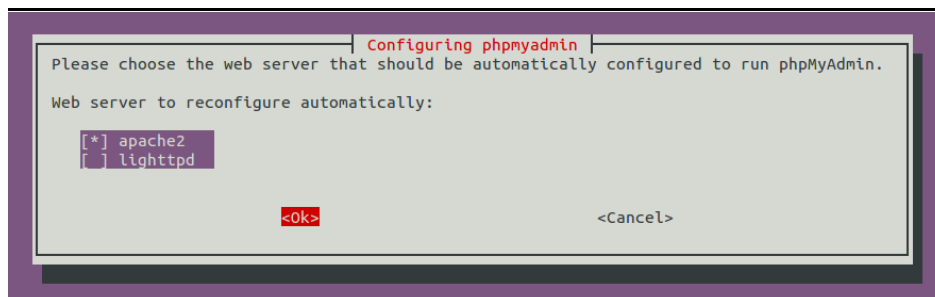 Configuring phpmyadmin
Please choose the web server that should be automatically configured to run phpMyAdmin.
Web server to reconfigure automatically:
[*] apache2
[ ] lighttpd
<Ok> <Cancel>